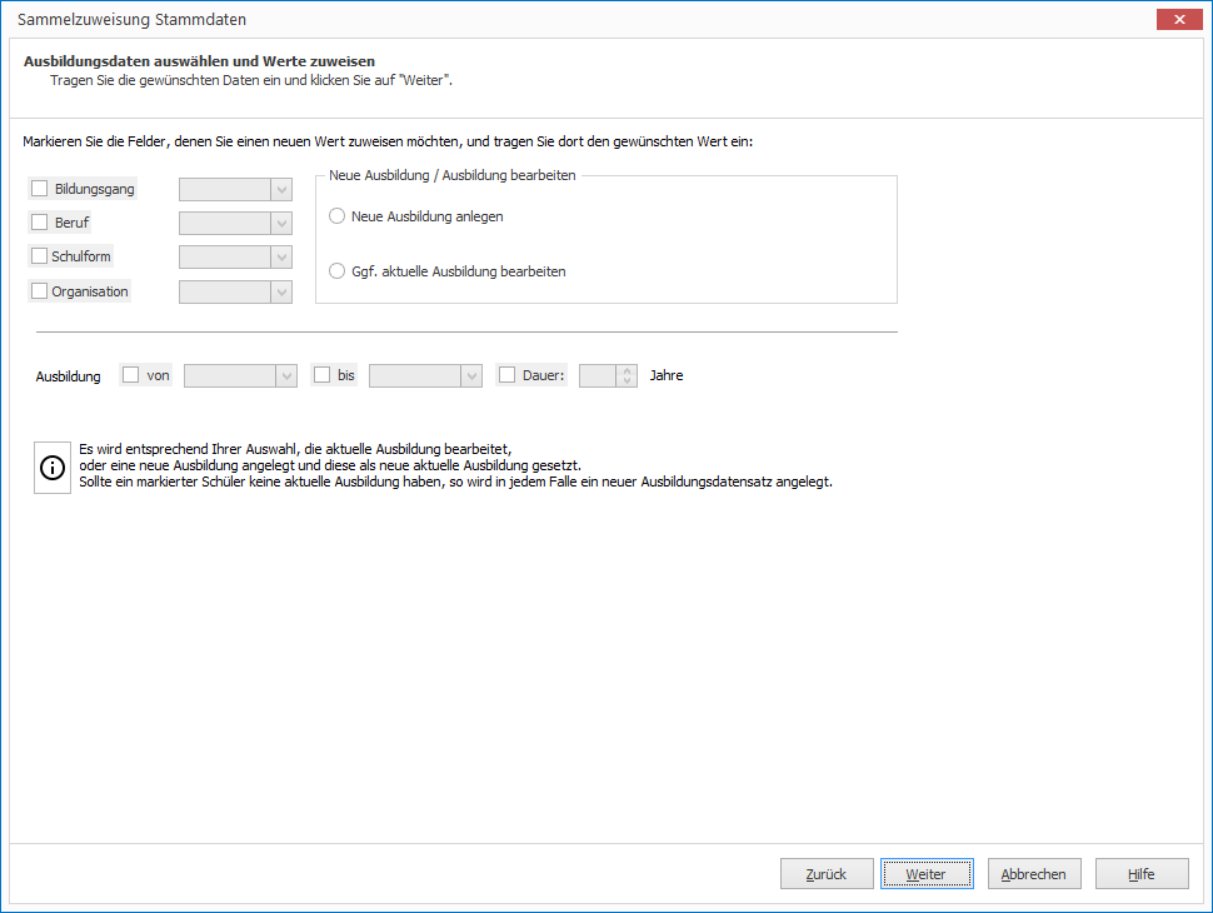 Sammelzuweisung Stammdaten
Ausbildungsdaten auswählen und Werte zuweisen
Tragen Sie die gewünschten Daten ein und klicken Sie auf "Weiter".
Markieren Sie die Felder, denen Sie einen neuen Wert zuweisen möchten, und tragen Sie dort den gewünschten Wert ein:
Bildungsgang
Beruf
Schulform
Organisation
Neue Ausbildung / Ausbildung bearbeiten
Neue Ausbildung anlegen
Ggf. aktuelle Ausbildung bearbeiten
Ausbildung von bis Dauer: Jahre
Es wird entsprechend Ihrer Auswahl, die aktuelle Ausbildung bearbeitet,
oder eine neue Ausbildung angelegt und diese als neue aktuelle Ausbildung gesetzt.
Sollte ein markierter Schüler keine aktuelle Ausbildung haben, so wird in jedem Falle ein neuer Ausbildungsdatensatz angelegt.
Zurück Weiter Abbrechen Hilfe